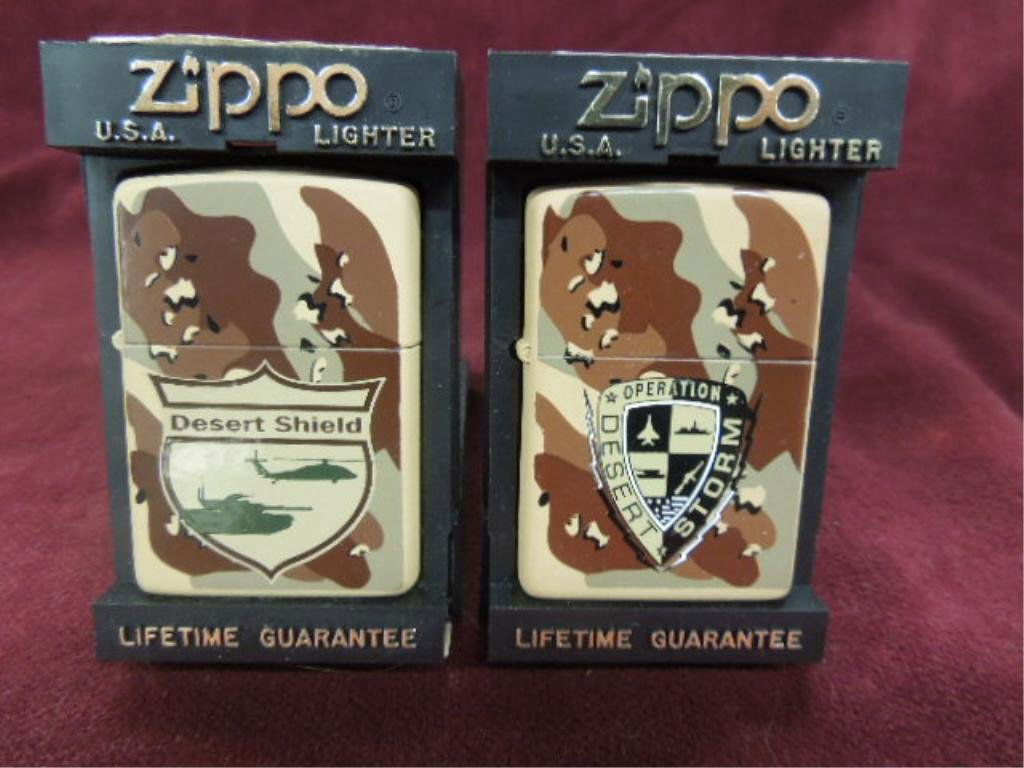 Zippo®
U.S.A. LIGHTER
Desert Shield
LIFETIME GUARANTEE
Zippo®
U.S.A. LIGHTER
OPERATION
DESERT
STORM
LIFETIME GUARANTEE